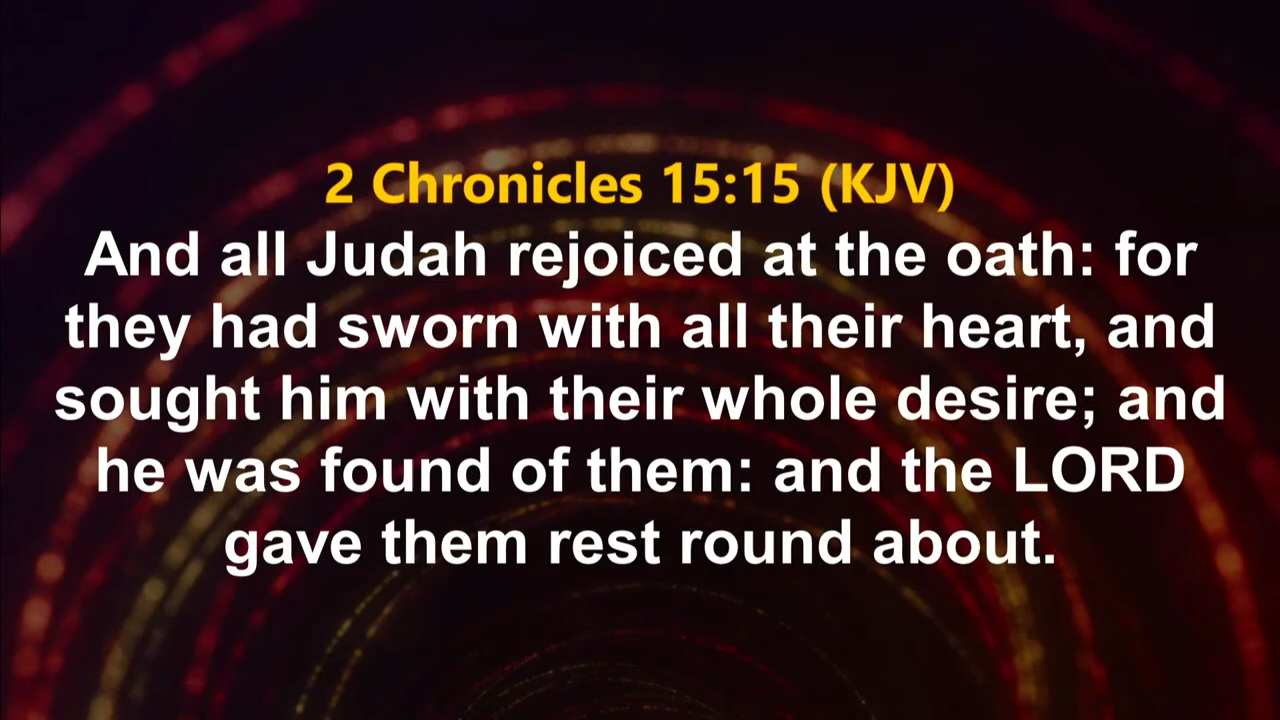 2 Chronicles 15:15 (KJV)
And all Judah rejoiced at the oath: for
they had sworn with all their heart, and
sought him with their whole desire; and
he was found of them: and the LORD
gave them rest round about.